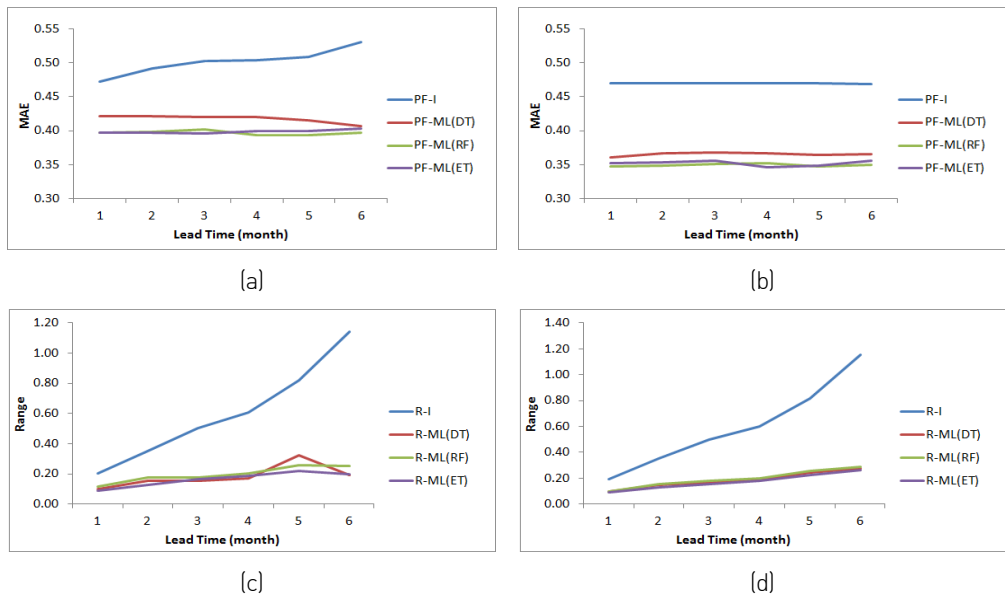 0.55
0.50
0.45
0.40
0.35
0.30
MAE
1 2 3 4 5 6
Lead Time (month)
PF-I
PF-ML(DT)
PF-ML(RF)
PF-ML(ET)
(a)
0.55
0.50
0.45
0.40
0.35
0.30
MAE
1 2 3 4 5 6
Lead Time (month)
PF-I
PF-ML(DT)
PF-ML(RF)
PF-ML(ET)
(b)
1.20
1.00
0.80
0.60
0.40
0.20
0.00
Range
1 2 3 4 5 6
Lead Time (month)
R-I
R-ML(DT)
R-ML(RF)
R-ML(ET)
(c)
1.40
1.20
1.00
0.80
0.60
0.40
0.20
0.00
Range
1 2 3 4 5 6
Lead Time (month)
R-I
R-ML(DT)
R-ML(RF)
R-ML(ET)
(d)